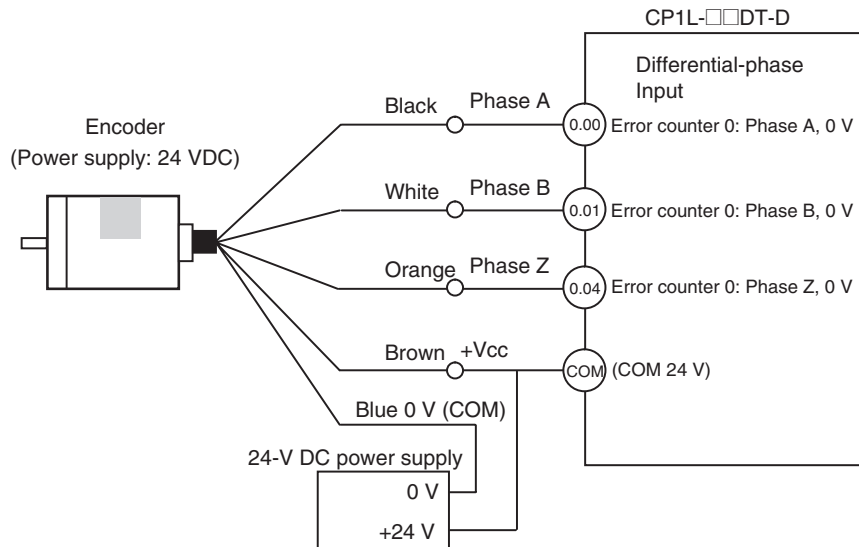 CP1L-□□DT-D
Differential-phase
Input
Encoder
(Power supply: 24 VDC)
Black
Phase A
0.00
Error counter 0: Phase A, 0 V
White
Phase B
0.01
Error counter 0: Phase B, 0 V
Orange
Phase Z
0.04
Error counter 0: Phase Z, 0 V
Brown
+Vcc
COM
(COM 24 V)
Blue 0 V (COM)
24-V DC power supply
0 V
+24 V